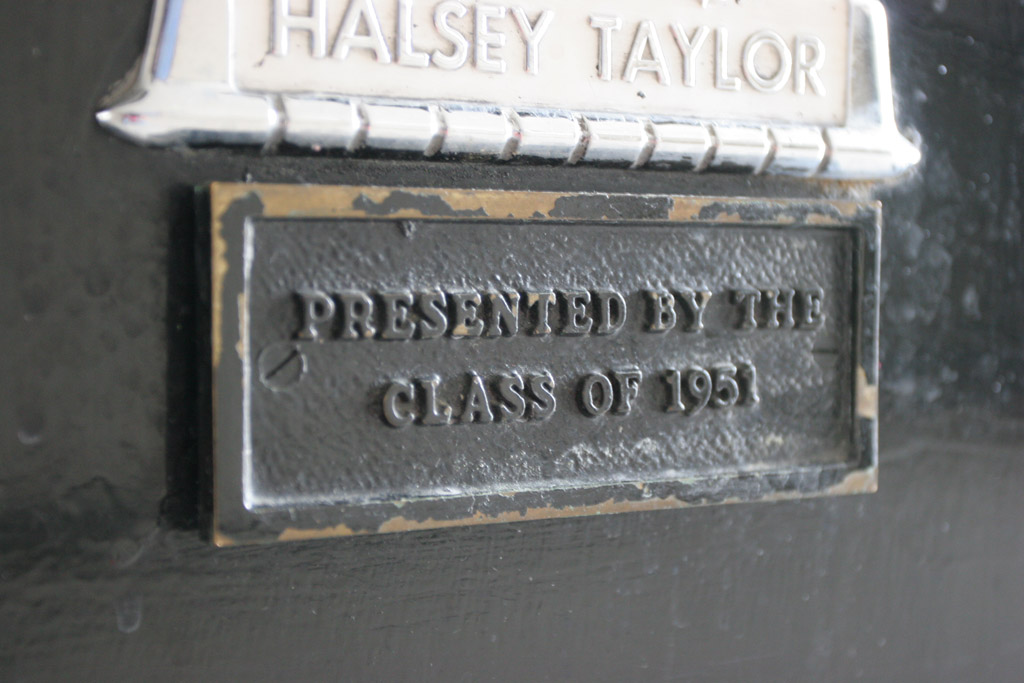 HALSEY TAYLOR
PRESENTED BY THE
CLASS OF 1951